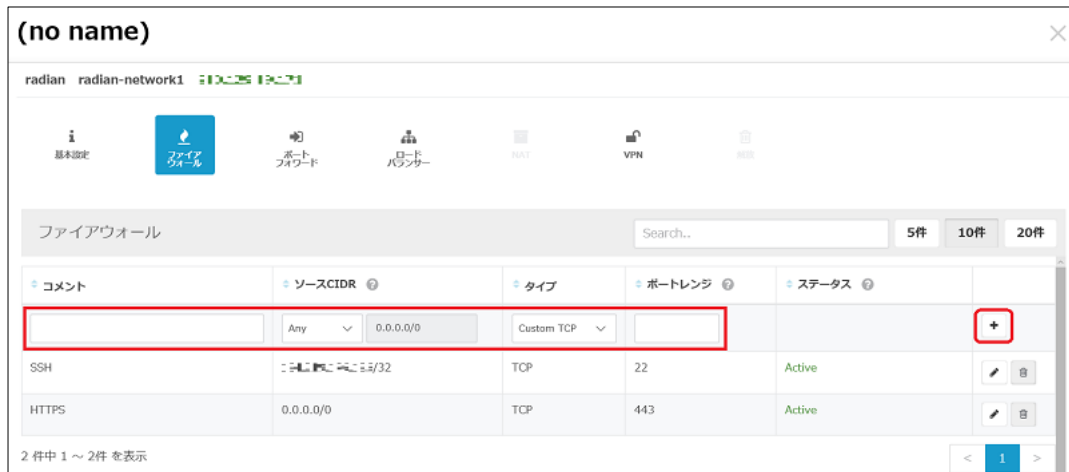 (no name)
radian radian-network1
基本設定
ファイア
ウォール
ポート
フォワード
ロード
バランサー
NAT
VPN
ファイアウォール
Search..
5件 10件 20件
コメント ソースCIDR タイプ ポートレンジ ステータス
Any 0.0.0.0/0 Custom TCP +
SSH /32 TCP 22 Active
HTTPS 0.0.0.0/0 TCP 443 Active
2 件中 1 ～ 2件 を表示
< 1 >